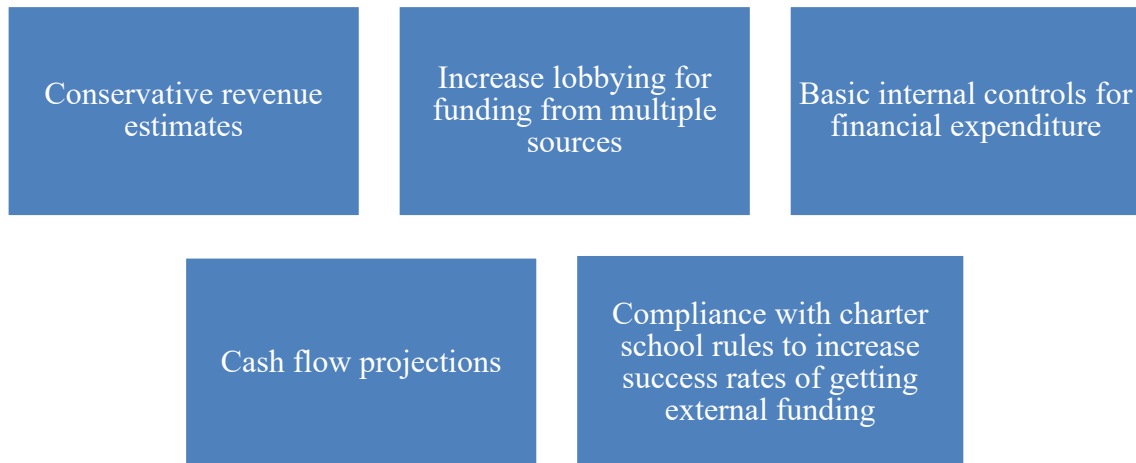 Conservative revenue
estimates
Increase lobbying for
funding from multiple
sources
Basic internal controls for
financial expenditure
Cash flow projections
Compliance with charter
school rules to increase
success rates of getting
external funding